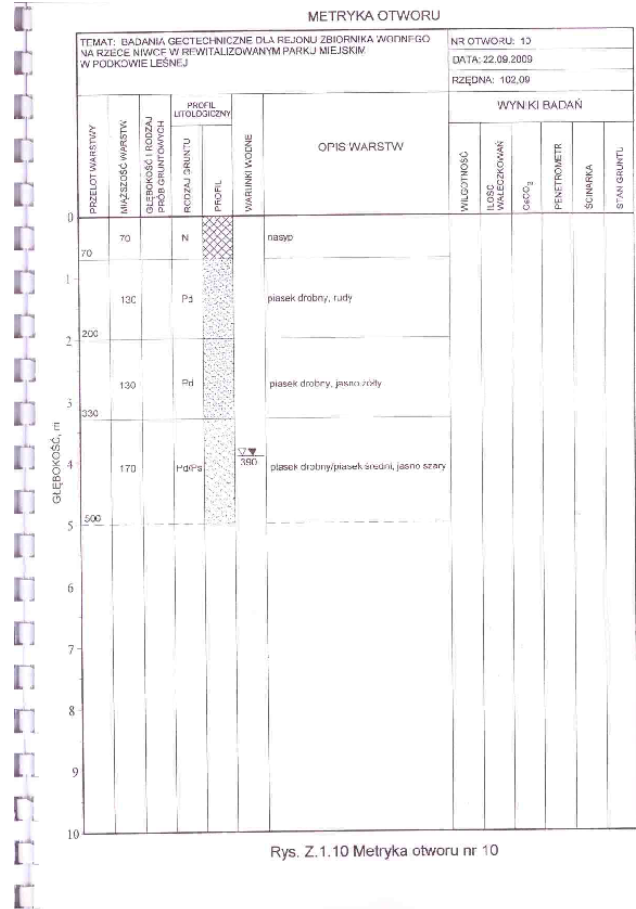 METRYKA OTWORU
TEMAT: BADANIA GEOTECHNICZNE DLA REJONU ZBIORNIKA WODNEGO
NA RZECE NIWCE W REWITALIZOWANYM PARKU MIEJSKIM
W PODKOWIE LEŚNEJ
NR OTWORU: 10
DATA: 22.09.2009
RZĘDNA: 102,09
PRZELOT WARSTWY
MIĄŻSZOŚĆ WARSTW
GŁĘBOKOŚĆ I RODZAJ
PRÓB GRUNTOWYCH
PROFIL
LITOLOGICZNY
RODZAJ GRUNTU
PROFIL
WARUNKI WODNE
OPIS WARSTW
WYNIKI BADAŃ
WILGOTNOŚĆ
ILOŚĆ
WAŁECZKOWAŃ
CaCO3
PENETROMETR
ŚCINARKA
STAN GRUNTU
GŁĘBOKOŚĆ, m
0
70 N nasyp
70
1
130 Pd piasek drobny, rudy
200
2
130 Pd piasek drobny, jasno żółty
3
330
390
4
170 Pd/Ps piasek drobny/piasek średni, jasno szary
500
5
6
7
8
9
10
Rys. Z.1.10 Metryka otworu nr 10